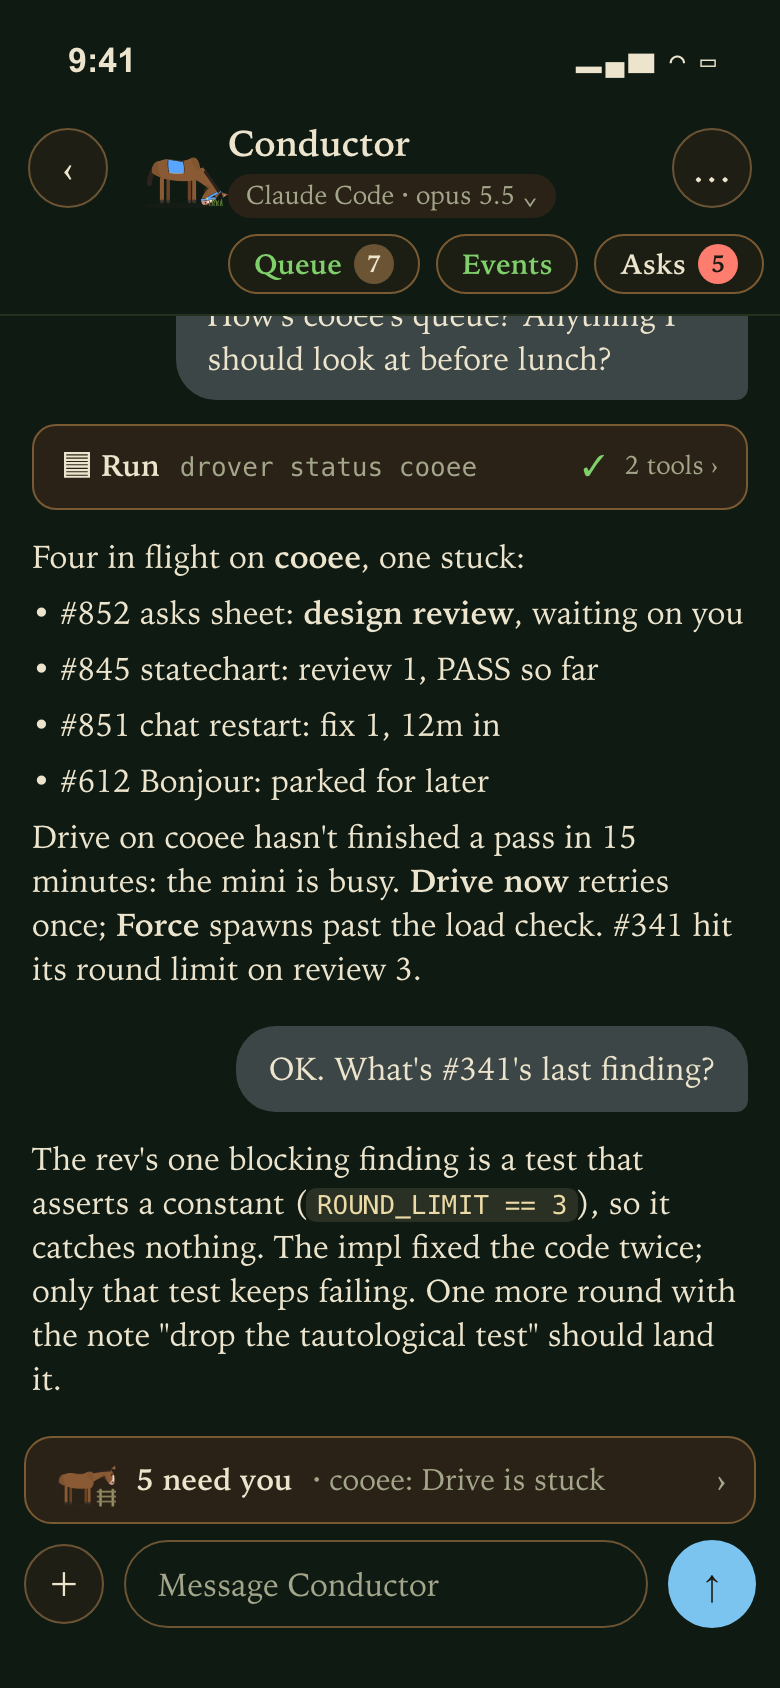 9:41
Conductor
Claude Code · opus 5.5
Queue 7
Events
Asks 5
How's cooee's queue? Anything I
should look at before lunch?
Run drover status cooee ✓ 2 tools ›
Four in flight on cooee, one stuck:
• #852 asks sheet: design review, waiting on you
• #845 statechart: review 1, PASS so far
• #851 chat restart: fix 1, 12m in
• #612 Bonjour: parked for later
Drive on cooee hasn't finished a pass in 15
minutes: the mini is busy. Drive now retries
once; Force spawns past the load check. #341 hit
its round limit on review 3.
OK. What's #341's last finding?
The rev's one blocking finding is a test that
asserts a constant (ROUND_LIMIT == 3), so it
catches nothing. The impl fixed the code twice;
only that test keeps failing. One more round with
the note "drop the tautological test" should land
it.
5 need you · cooee: Drive is stuck ›
Message Conductor